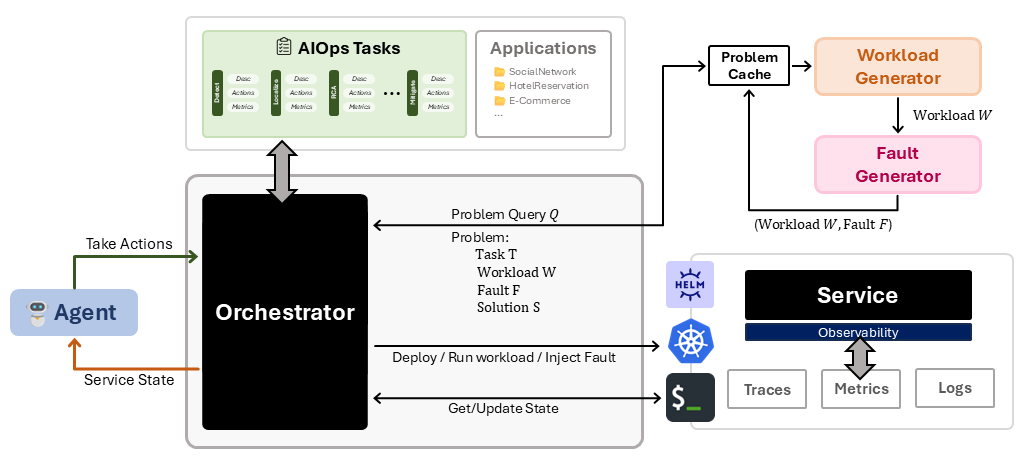 AIOps Tasks
Detect
Desc
Actions
Metrics
Localize
Desc
Actions
Metrics
RCA
Desc
Actions
Metrics
...
Mitigate
Desc
Actions
Metrics
Applications
SocialNetwork
HotelReservation
E-Commerce
...
Problem
Cache
Workload
Generator
Workload W
Fault
Generator
(Workload W, Fault F)
Problem Query Q
Problem:
Task T
Workload W
Fault F
Solution S
Take Actions
Agent
Service State
Orchestrator
Deploy / Run workload / Inject Fault
Get/Update State
HELM
$_
Service
Observability
Traces
Metrics
Logs